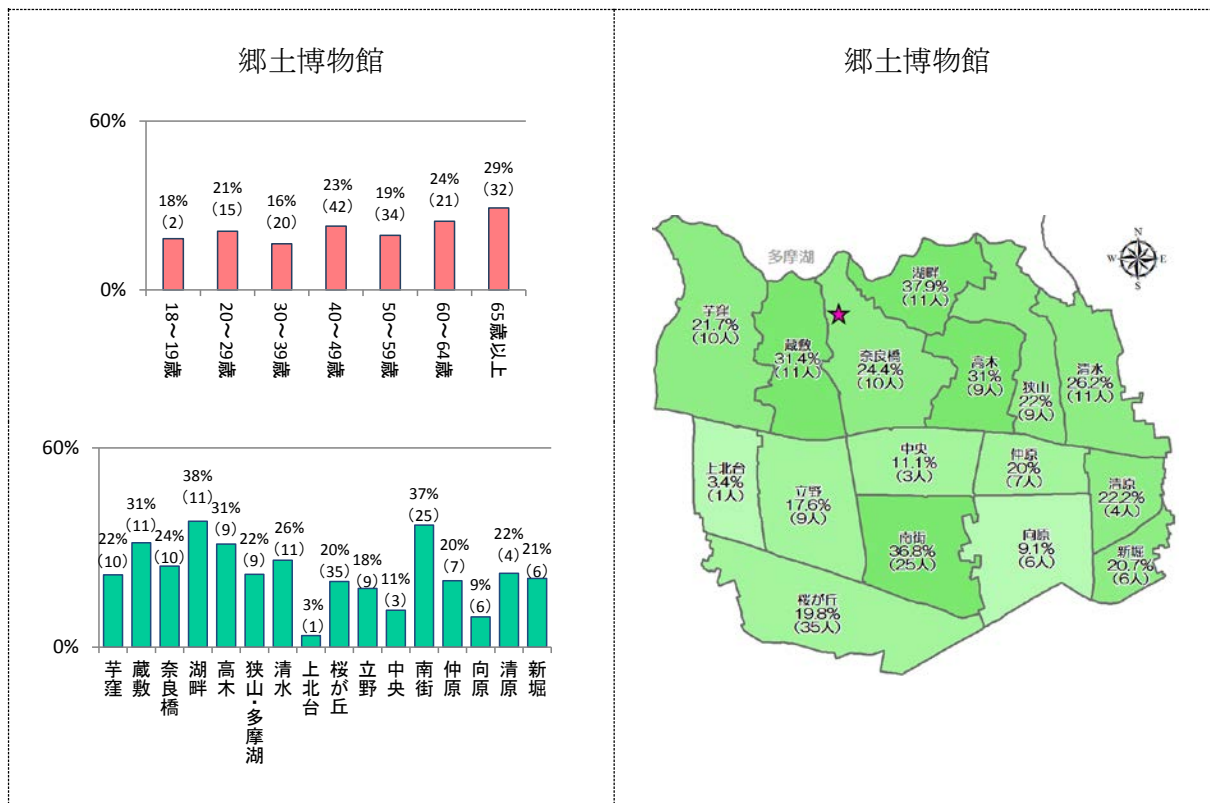 郷土博物館
60%
0%
18%
（2）
21%
（15）
16%
（20）
23%
（42）
19%
（34）
24%
（21）
29%
（32）
18～19歳
20～29歳
30～39歳
40～49歳
50～59歳
60～64歳
65歳以上
60%
0%
22%
（10）
31%
（11）
24%
（10）
38%
（11）
31%
（9）
22%
（9）
26%
（11）
3%
（1）
20%
（35）
18%
（9）
11%
（3）
37%
（25）
20%
（7）
9%
（6）
22%
（4）
21%
（6）
芋窪
蔵敷
奈良橋
湖畔
高木
狭山・多摩湖
清水
上北台
桜が丘
立野
中央
南街
仲原
向原
清原
新堀
郷土博物館
N
W
E
S
多摩湖
湖畔
37.9%
（11人）
芋窪
21.7%
（10人）
蔵敷
31.4%
（11人）
奈良橋
24.4%
（10人）
高木
31%
（9人）
狭山
22%
（9人）
清水
26.2%
（11人）
上北台
3.4%
（1人）
立野
17.6%
（9人）
中央
11.1%
（3人）
仲原
20%
（7人）
清原
22.2%
（4人）
南街
36.8%
（25人）
向原
9.1%
（6人）
新堀
20.7%
（6人）
桜が丘
19.8%
（35人）